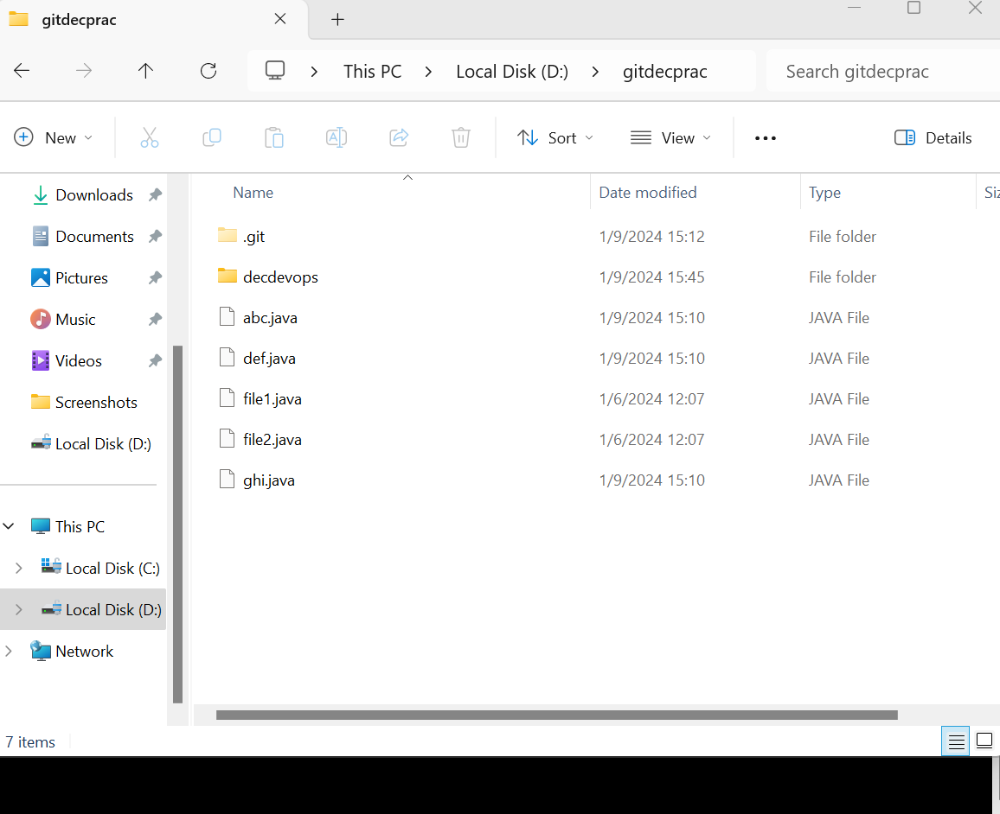 gitdecprac
This PC Local Disk (D:) gitdecprac Search gitdecprac
New Sort View Details
Name Date modified Type Siz
Downloads
Documents
Pictures
Music
Videos
Screenshots
Local Disk (D:)
This PC
Local Disk (C:)
Local Disk (D:)
Network
.git 1/9/2024 15:12 File folder
decdevops 1/9/2024 15:45 File folder
abc.java 1/9/2024 15:10 JAVA File
def.java 1/9/2024 15:10 JAVA File
file1.java 1/6/2024 12:07 JAVA File
file2.java 1/6/2024 12:07 JAVA File
ghi.java 1/9/2024 15:10 JAVA File
7 items